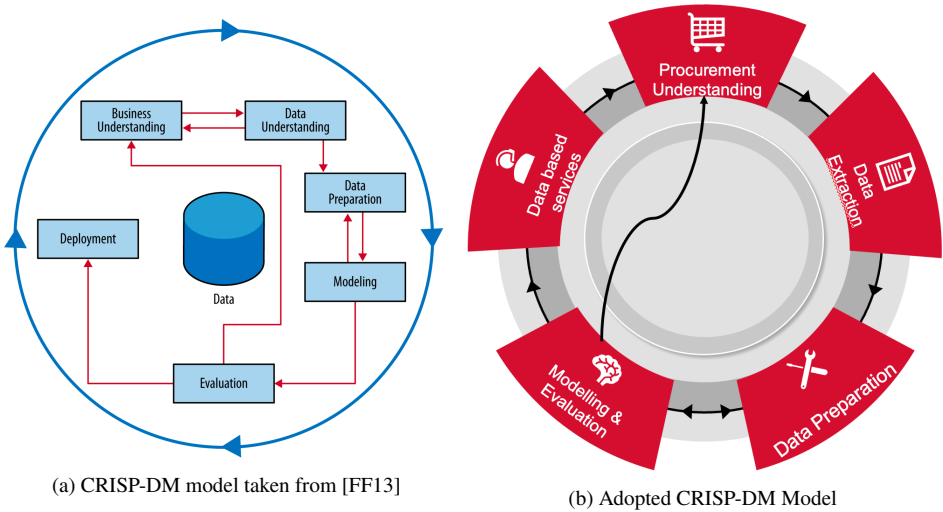 Business
Understanding
Data
Understanding
Data
Preparation
Modeling
Deployment
Data
Evaluation
(a) CRISP-DM model taken from [FF13]
Procurement
Understanding
Data
Extraction
Data Preparation
Modelling &
Evaluation
Data based
services
(b) Adopted CRISP-DM Model